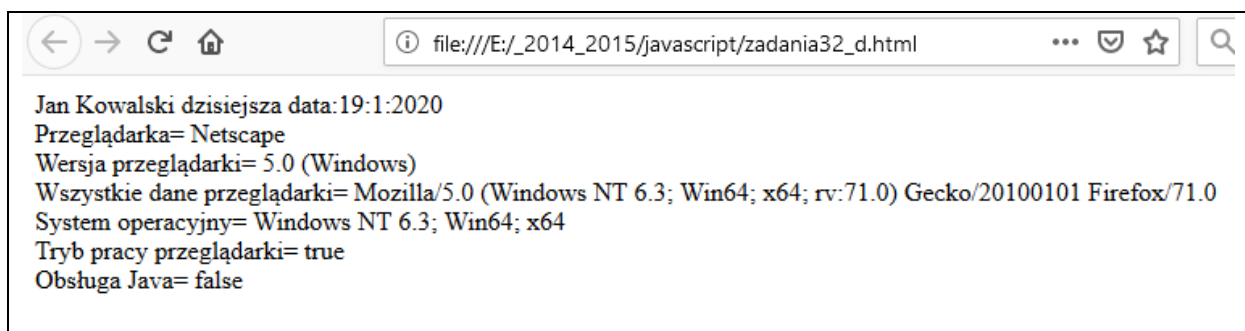 file:///E:/_2014_2015/javascript/zadania32_d.html
Jan Kowalski dzisiejsza data:19:1:2020
Przeglądarka= Netscape
Wersja przeglądarki= 5.0 (Windows)
Wszystkie dane przeglądarki= Mozilla/5.0 (Windows NT 6.3; Win64; x64; rv:71.0) Gecko/20100101 Firefox/71.0
System operacyjny= Windows NT 6.3; Win64; x64
Tryb pracy przeglądarki= true
Obsługa Java= false